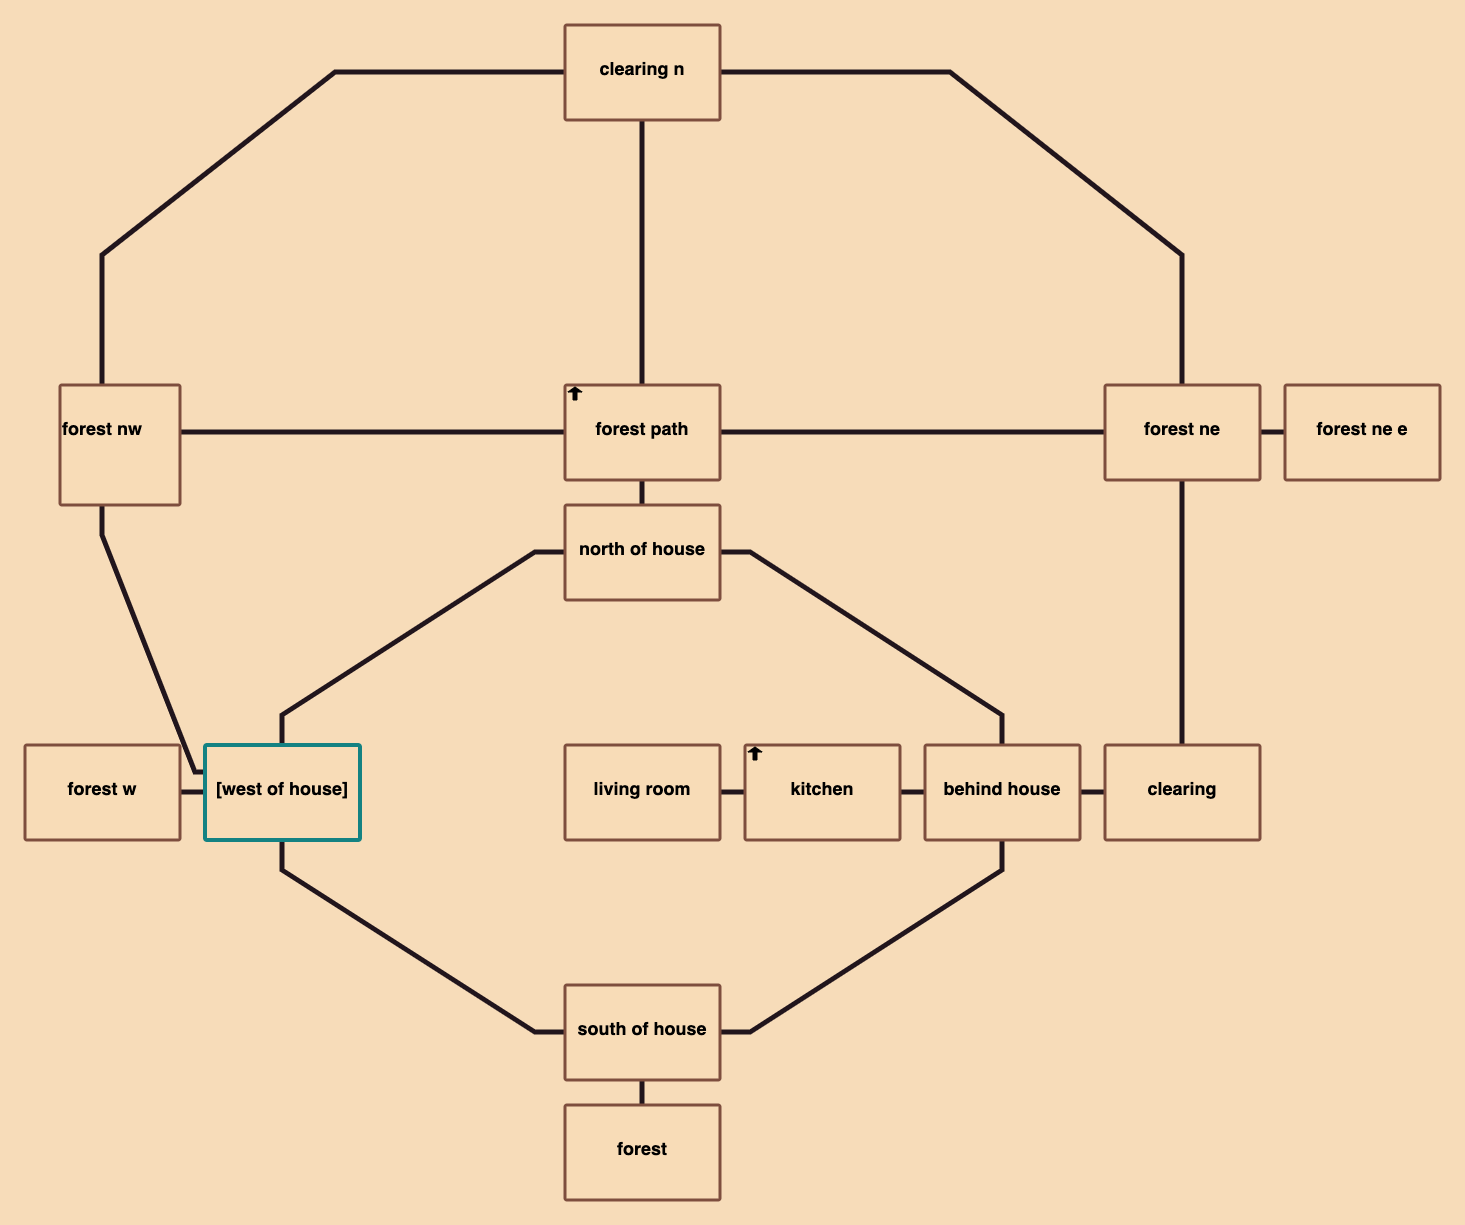 clearing n
forest nw
forest path
forest ne
forest ne e
north of house
forest w
[west of house]
living room
kitchen
behind house
clearing
south of house
forest